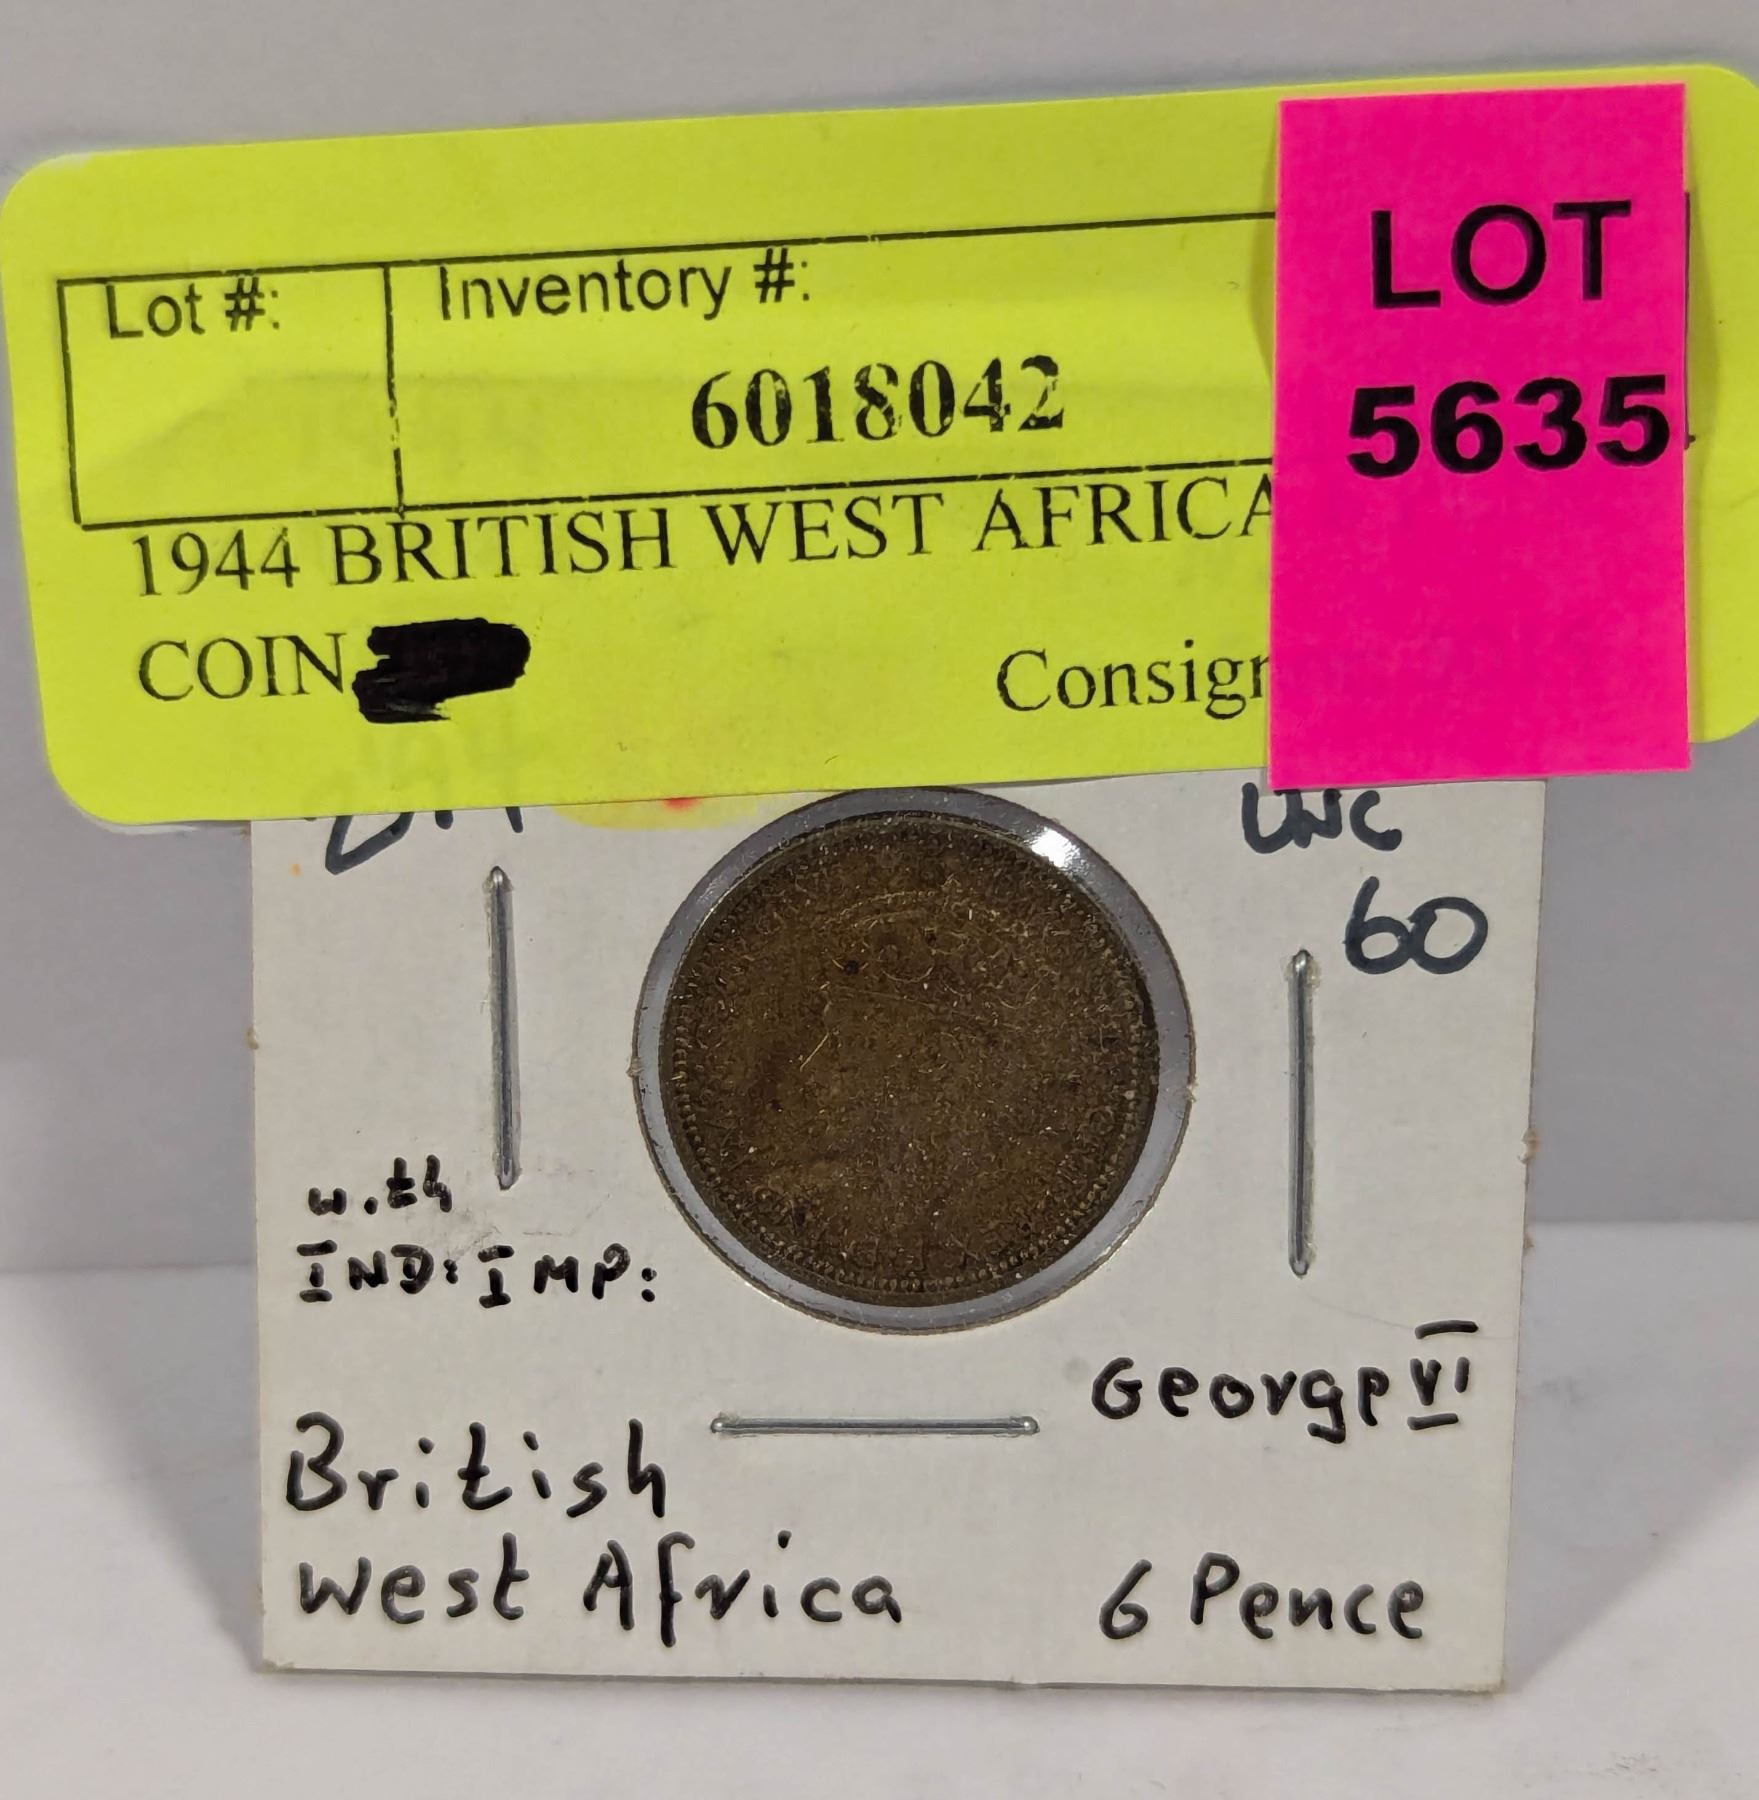 Lot #:
Inventory #:
6018042
LOT
5635
1944 BRITISH WEST AFRICA
COIN
Consign
UNC
60
with
IND: IMP:
George VI
British
West Africa
6 Pence